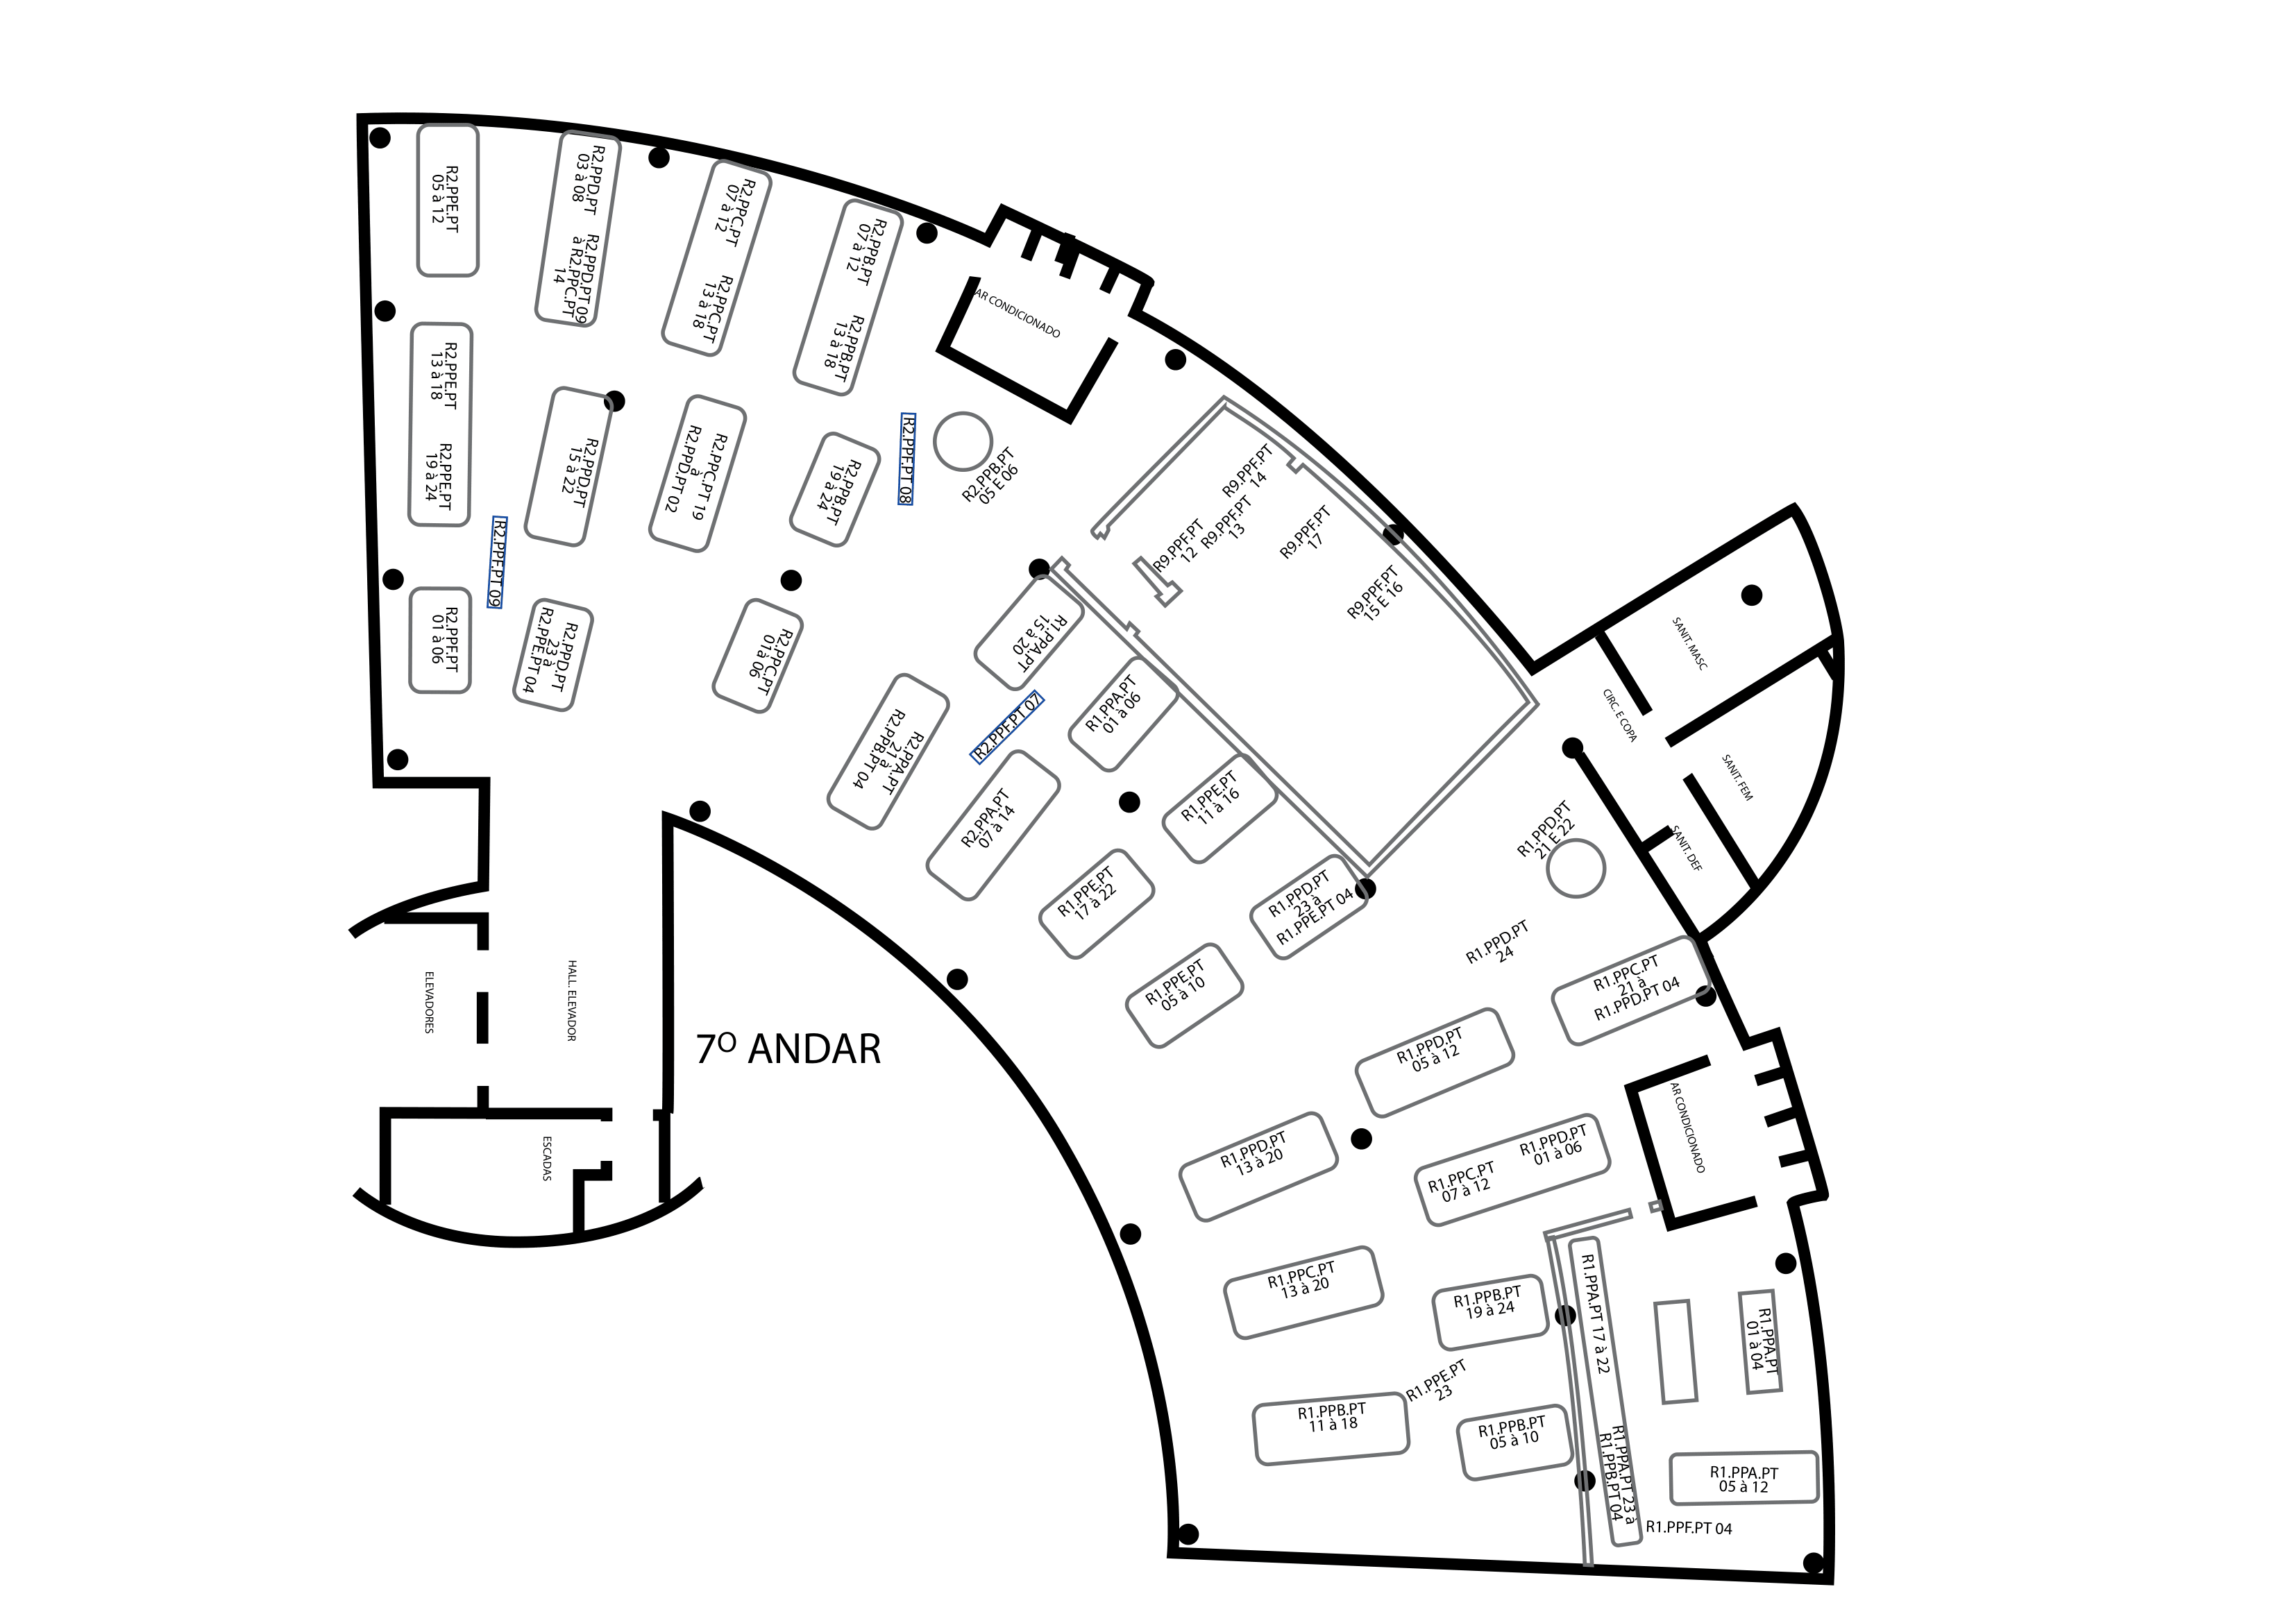 R2.PPE.PT
05 à 12
R2.PPD.PT
03 à 08
R2.PPD.PT 09
à R2.PPC.PT
14
R2.PPC.PT
07 à 12
R2.PPC.PT
13 à 18
R2.PPB.PT
07 à 12
R2.PPB.PT
13 à 18
AR CONDICIONADO
R2.PPE.PT
13 à 18
R2.PPE.PT
19 à 24
R2.PPD.PT
15 à 22
R2.PPC.PT 19
à
R2.PPD.PT 02
R2.PPB.PT
19 à 24
R2.PPF.PT 08
R2.PPB.PT
05 E 06
R9.PPF.PT
14
R9.PPF.PT
13
R9.PPF.PT
12
R9.PPF.PT
17
R9.PPF.PT
15 E 16
R2.PPF.PT 09
R2.PPE.PT
01 à 06
R2.PPD.PT
23 à
R2.PPE.PT 04
R2.PPC.PT
01à 06
R1.PPA.PT
15 à 20
R2.PPF.PT 07
R1.PPA.PT
01 à 06
R2.PPA.PT
21 à
R2.PPB.PT 04
R2.PPA.PT
07 à 14
R1.PPE.PT
11 à 16
R1.PPE.PT
17 à 22
R1.PPD.PT
23 à
R1.PPE.PT 04
R1.PPE.PT
05 à 10
SANIT. MASC
CIRC. E COPA
SANIT. FEM
SANIT. DEF
R1.PPD.PT
21 E 22
R1.PPD.PT
24
R1.PPC.PT
21 à
R1.PPD.PT 04
ELEVADORES
HALL. ELEVADOR
7O ANDAR
ESCADAS
R1.PPD.PT
05 à 12
R1.PPD.PT
13 à 20
R1.PPC.PT
07 à 12
R1.PPD.PT
01 à 06
AR CONDICIONADO
R1.PPC.PT
13 à 20
R1.PPB.PT
19 à 24
R1.PPA.PT 17 à 22
R1.PPA.PT
01 à 04
R1.PPE.PT
23
R1.PPB.PT
11 à 18
R1.PPB.PT
05 à 10
R1.PPA.PT 23 à
R1.PPB.PT 04
R1.PPA.PT
05 à 12
R1.PPF.PT 04